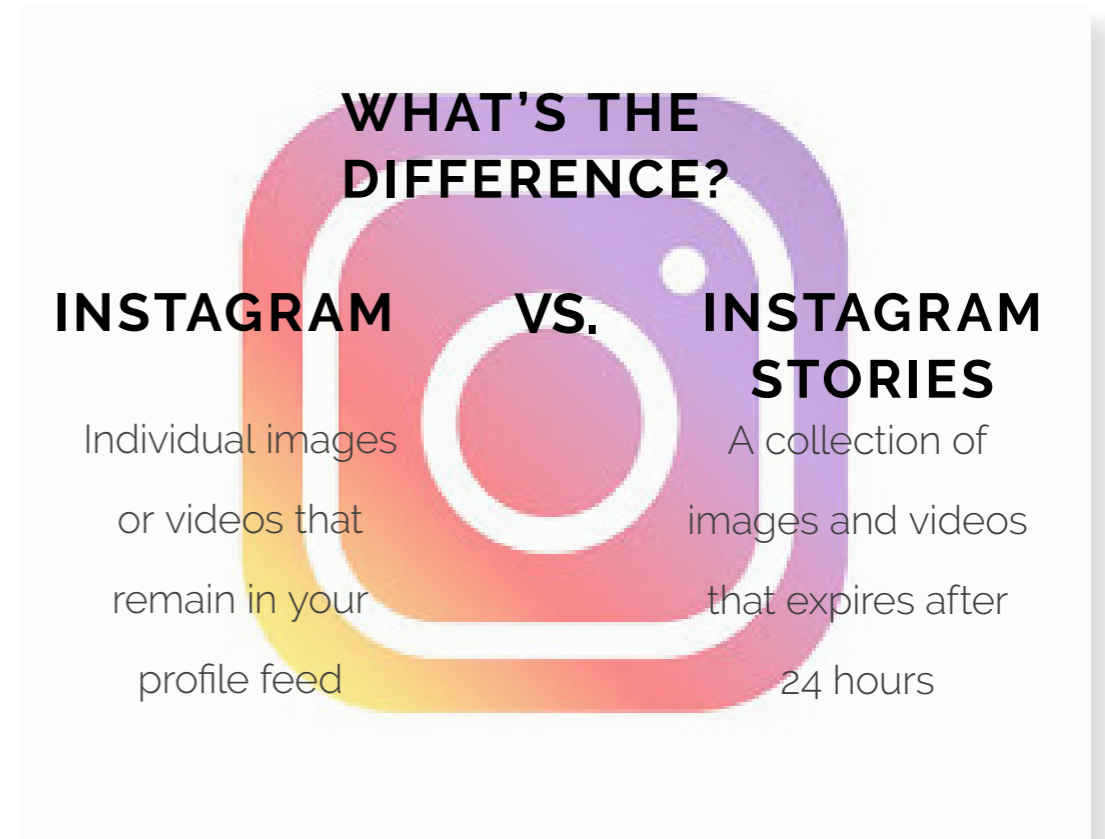 WHAT'S THE
DIFFERENCE?
INSTAGRAM
VS.
INSTAGRAM
STORIES
Individual images
or videos that
remain in your
profile feed
A collection of
images and videos
that expires after
24 hours